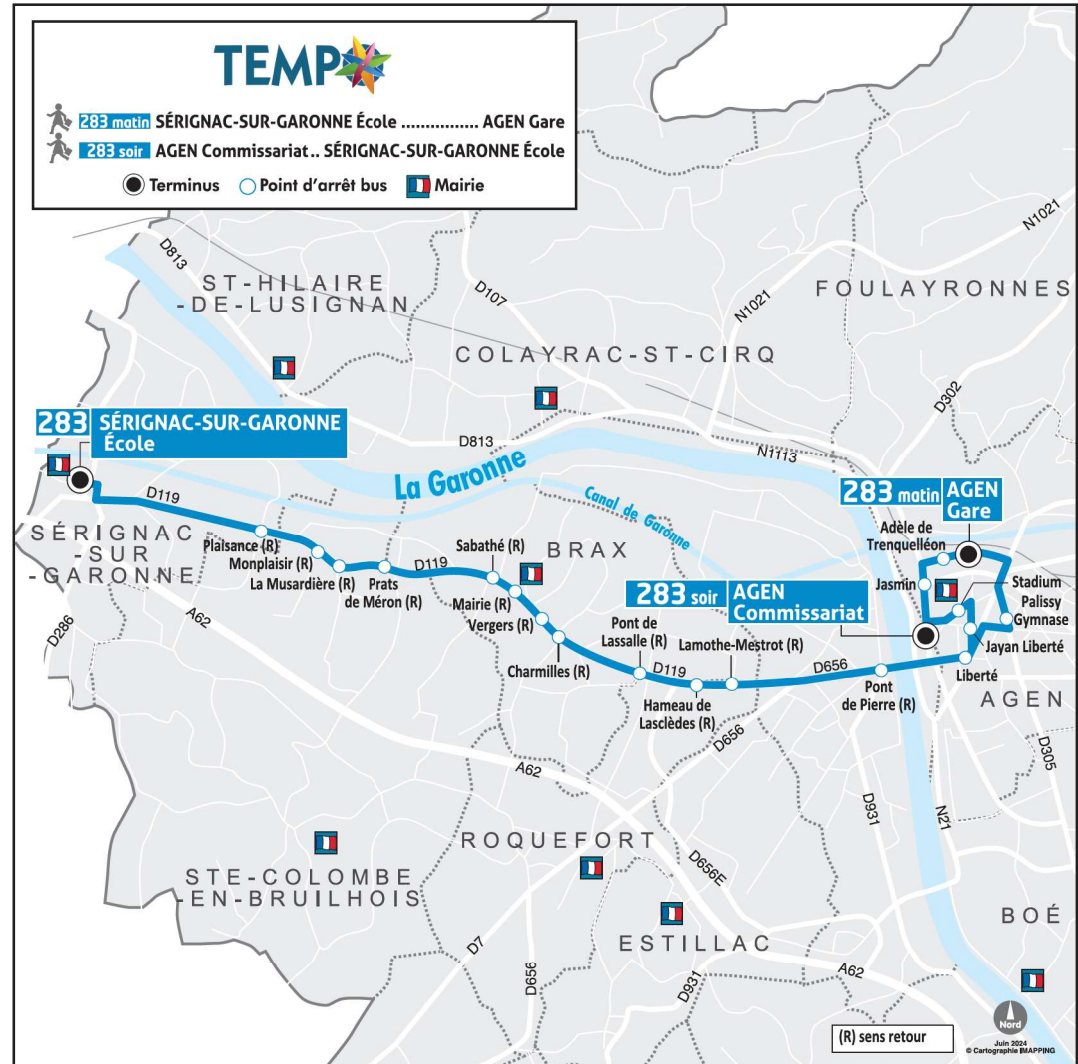 TEMPO
283 matin SÉRIGNAC-SUR-GARONNE École ................ AGEN Gare
283 soir AGEN Commissariat.. SÉRIGNAC-SUR-GARONNE École
Terminus Point d'arrêt bus Mairie
D813
ST-HILAIRE
-DE-LUSIGNAN
D107
N1021
N1021
FOULAYRONNES
COLAYRAC-ST-CIRQ
D302
283 SÉRIGNAC-SUR-GARONNE
École
D813
N1113
La Garonne
Canal de Garonne
283 matin AGEN
Gare
D119
SÉRIGNAC
-SUR
-GARONNE
Plaisance (R)
Monplaisir (R)
La Musardière (R)
Prats
de Méron (R)
D119
Sabathé (R)
BRAX
Mairie (R)
Vergers (R)
Charmilles (R)
283 soir AGEN
Commissariat
Adèle de
Trenquelléon
Jasmin
Stadium
Palissy
Gymnase
Jayan Liberté
Liberté
Pont de
Lassalle (R)
Lamothe-Mestrot (R)
D119
D656
Hameau de
Lasclèdes (R)
Pont
de Pierre (R)
AGEN
D286
A62
D656
D305
A62
D931
N21
ROQUEFORT
D656E
STE-COLOMBE
-EN-BRUILHOIS
ESTILLAC
BOÉ
D7
D656
D931
A62
(R) sens retour
Nord
Juin 2024
© Cartographie IMAPPING